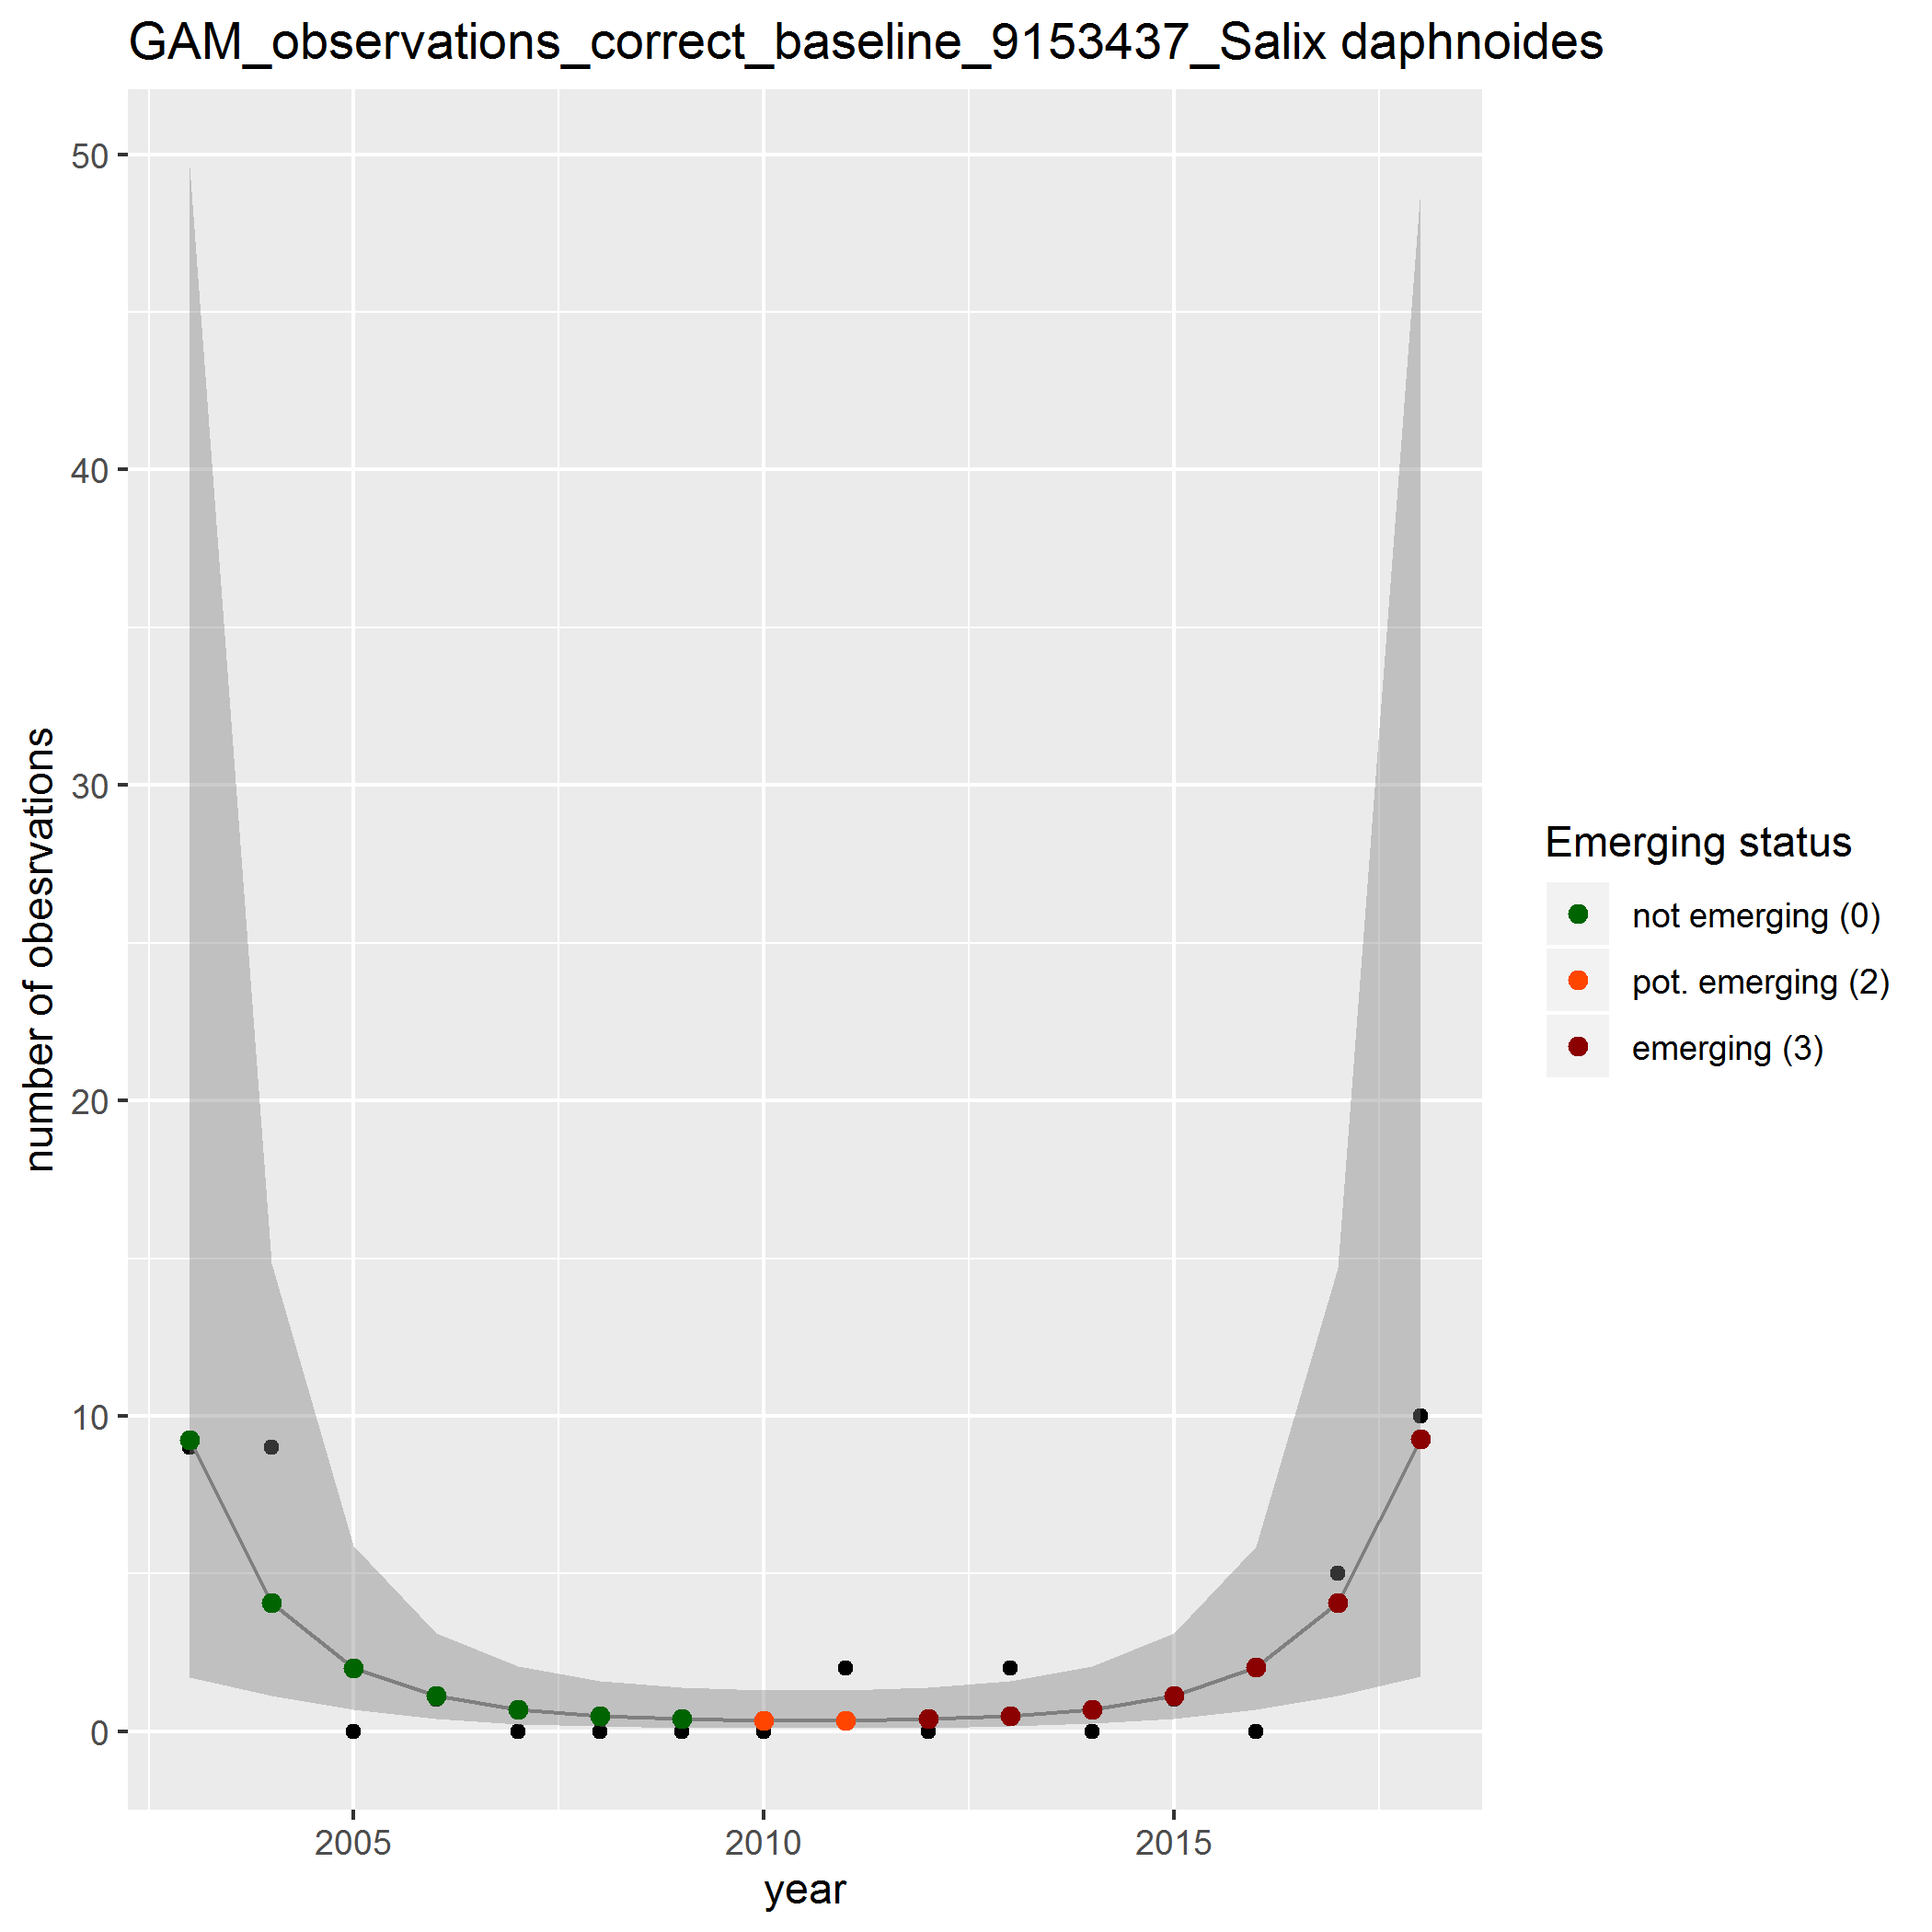 GAM_observations_correct_baseline_9153437_Salix daphnoides
number of obesrvations
50
40
30
20
10
0
2005
2010
2015
year
Emerging status
not emerging (0)
pot. emerging (2)
emerging (3)